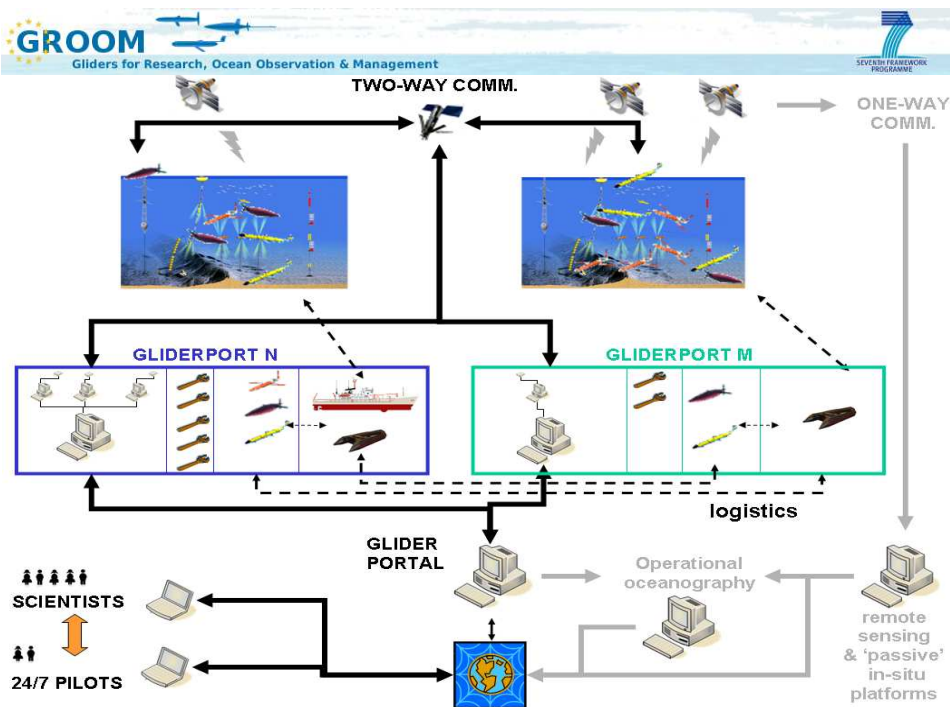 GROOM
Gliders for Research, Ocean Observation & Management
7
SEVENTH FRAMEWORK
PROGRAMME
TWO-WAY COMM.
ONE-WAY
COMM.
GLIDERPORT N
GLIDERPORT M
logistics
GLIDER
PORTAL
Operational
oceanography
SCIENTISTS
24/7 PILOTS
remote
sensing
& ‘passive’
in-situ
platforms